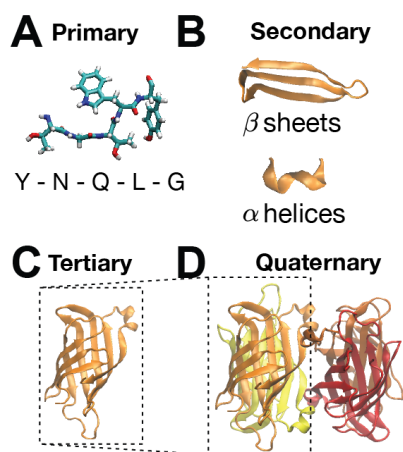 A Primary
Y - N - Q - L - G
B Secondary
β sheets
α helices
C Tertiary
D Quaternary